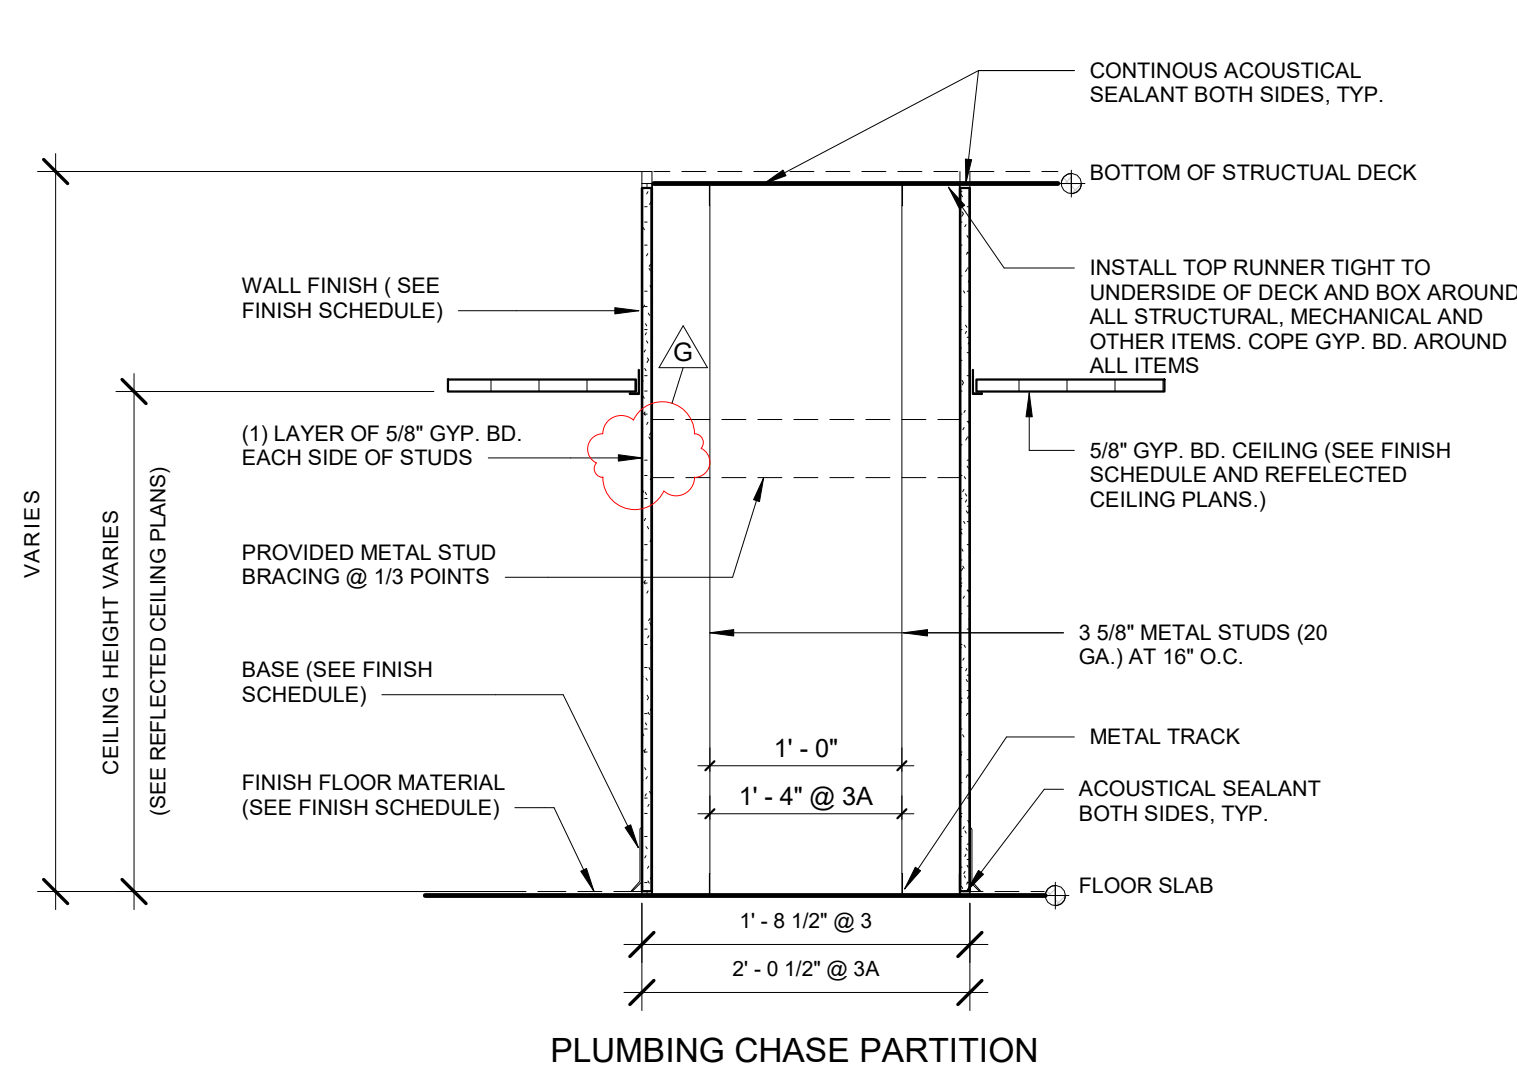 CONTINOUS ACOUSTICAL
SEALANT BOTH SIDES, TYP.
BOTTOM OF STRUCTUAL DECK
INSTALL TOP RUNNER TIGHT TO
UNDERSIDE OF DECK AND BOX AROUND
ALL STRUCTURAL, MECHANICAL AND
OTHER ITEMS. COPE GYP. BD. AROUND
ALL ITEMS
WALL FINISH ( SEE
FINISH SCHEDULE)
G
(1) LAYER OF 5/8" GYP. BD.
EACH SIDE OF STUDS
5/8" GYP. BD. CEILING (SEE FINISH
SCHEDULE AND REFELECTED
CEILING PLANS.)
VARIES
CEILING HEIGHT VARIES
(SEE REFLECTED CEILING PLANS)
PROVIDED METAL STUD
BRACING @ 1/3 POINTS
3 5/8" METAL STUDS (20
GA.) AT 16" O.C.
BASE (SEE FINISH
SCHEDULE)
METAL TRACK
1' - 0"
1' - 4" @ 3A
FINISH FLOOR MATERIAL
(SEE FINISH SCHEDULE)
ACOUSTICAL SEALANT
BOTH SIDES, TYP.
FLOOR SLAB
1' - 8 1/2" @ 3
2' - 0 1/2" @ 3A
PLUMBING CHASE PARTITION